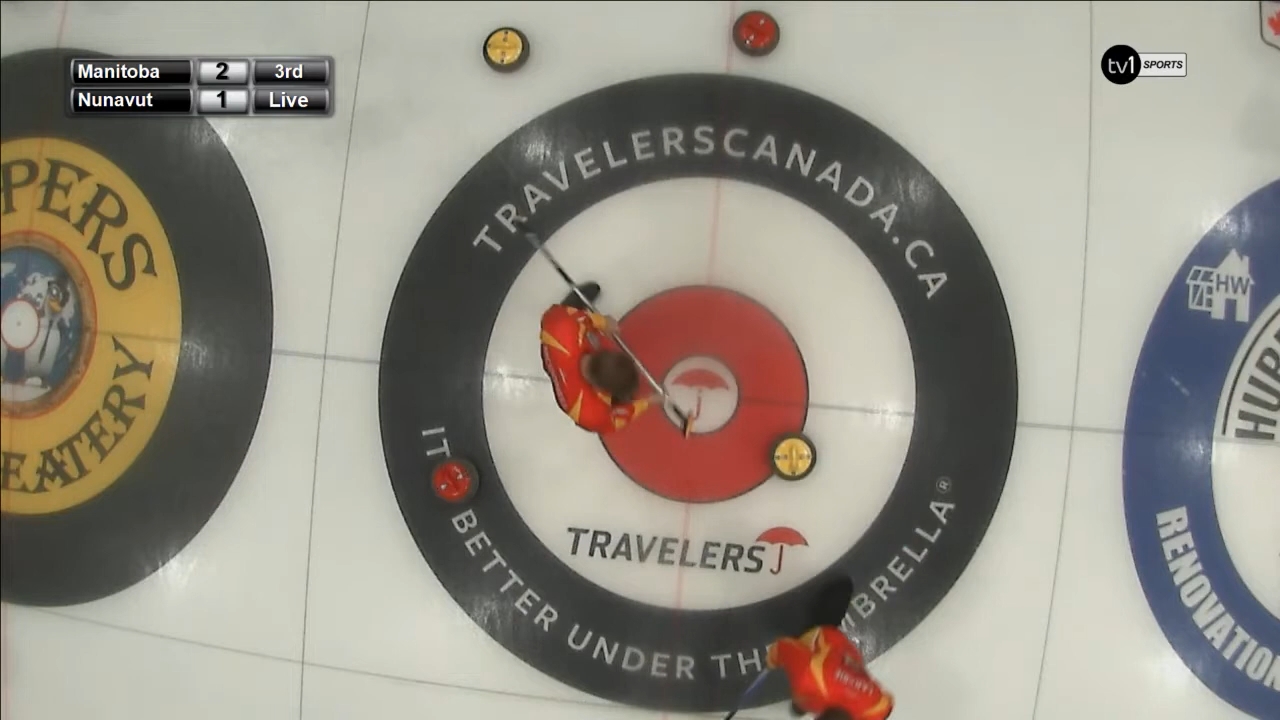 Manitoba 2 3rd
Nunavut 1 Live
tv1 SPORTS
TRAVELERSCANADA.CA
PERS
EATERY
HW
RENOVATION
IT
BETTER UNDER THE
BRELLA®
TRAVELERS